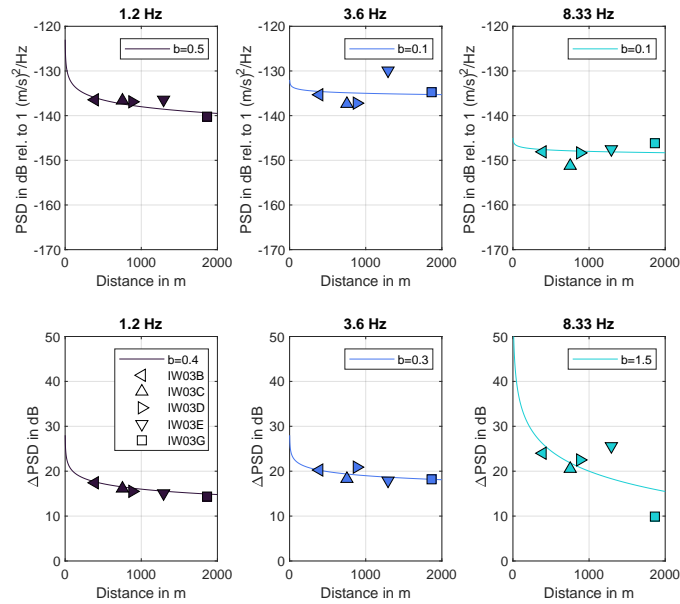 1.2 Hz
3.6 Hz
8.33 Hz
-120
-130
-140
-150
-160
-170
PSD in dB rel. to 1 (m/s)²/Hz
b=0.5
0 1000 2000
Distance in m
-120
-130
-140
-150
-160
-170
PSD in dB rel. to 1 (m/s)²/Hz
b=0.1
0 1000 2000
Distance in m
-120
-130
-140
-150
-160
-170
PSD in dB rel. to 1 (m/s)²/Hz
b=0.1
0 1000 2000
Distance in m
1.2 Hz
3.6 Hz
8.33 Hz
50
40
30
20
10
0
Δ PSD in dB
b=0.4
IW03B
IW03C
IW03D
IW03E
IW03G
0 1000 2000
Distance in m
50
40
30
20
10
0
Δ PSD in dB
b=0.3
0 1000 2000
Distance in m
50
40
30
20
10
0
Δ PSD in dB
b=1.5
0 1000 2000
Distance in m